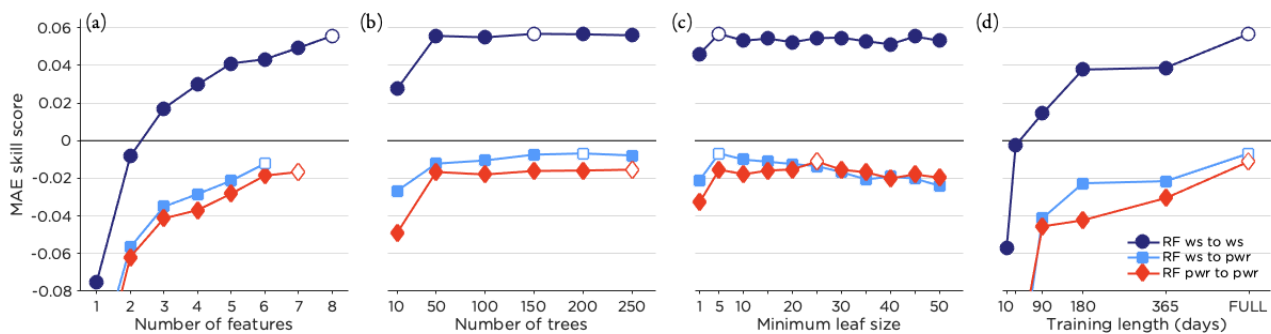 (a) (b) (c) (d)
MAE skill score
0.06
0.04
0.02
0
-0.02
-0.04
-0.06
-0.08
1 2 3 4 5 6 7 8
Number of features
10 50 100 150 200 250
Number of trees
1 5 10 20 30 40 50
Minimum leaf size
10 90 180 365 FULL
Training length (days)
RF ws to ws
RF ws to pwr
RF pwr to pwr